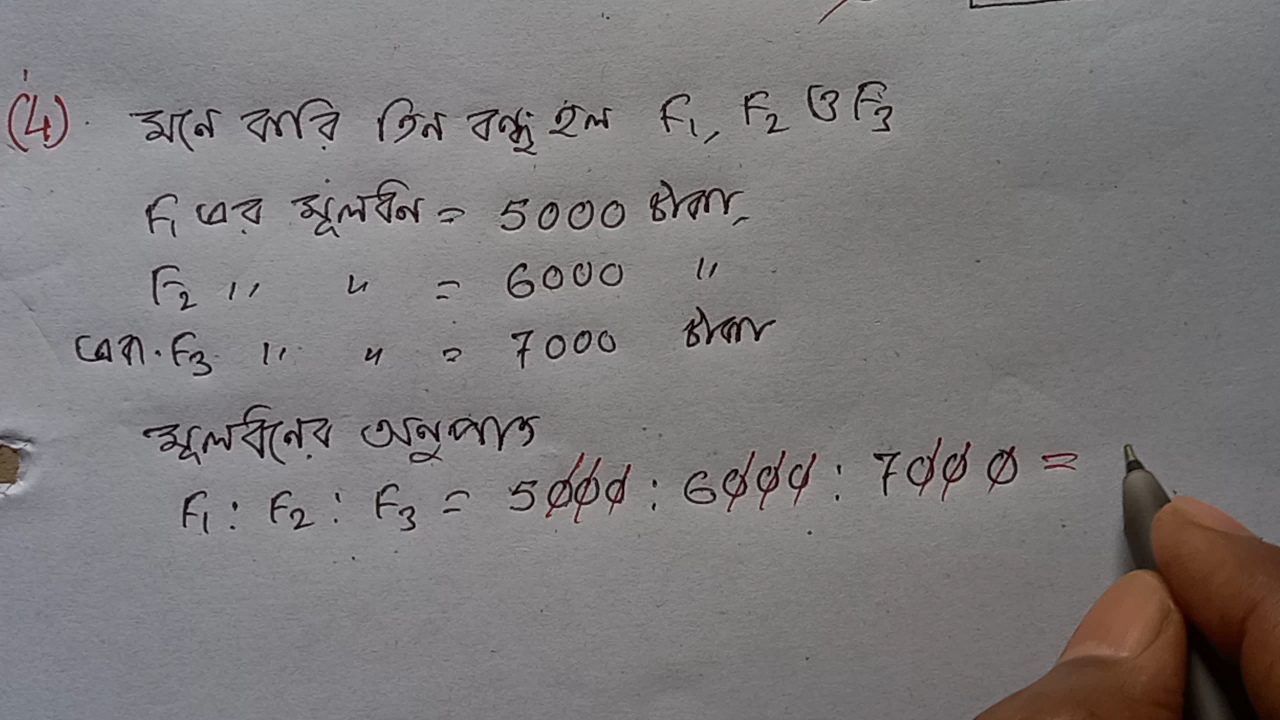 (4). মনে করি তিন বন্ধু হল F₁, F₂ ও F₃
F₁ এর মূলধন = 5000 টাকা,
F₂ '' '' = 6000 ''
এবং F₃ '' '' = 7000 টাকা
মূলধনের অনুপাত
F₁ : F₂ : F₃ = 5000 : 6000 : 7000 =